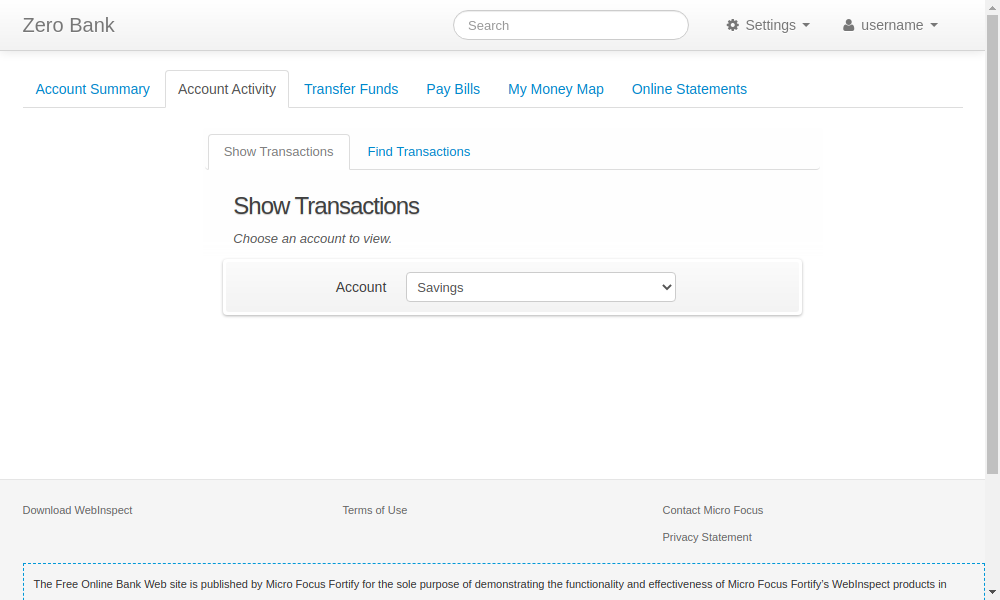 Zero Bank
Search
Settings
username
Account Summary
Account Activity
Transfer Funds
Pay Bills
My Money Map
Online Statements
Show Transactions
Find Transactions
Show Transactions
Choose an account to view.
Account
Savings
Download WebInspect
Terms of Use
Contact Micro Focus
Privacy Statement
The Free Online Bank Web site is published by Micro Focus Fortify for the sole purpose of demonstrating the functionality and effectiveness of Micro Focus Fortify's WebInspect products in